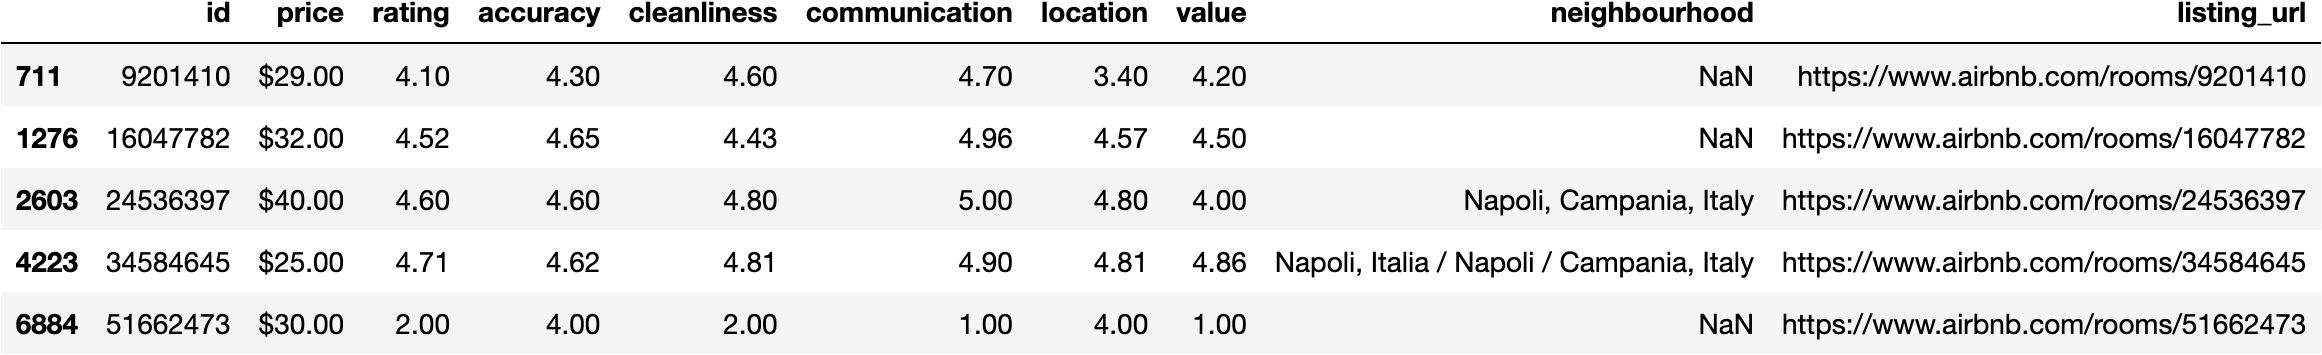 id price rating accuracy cleanliness communication location value neighbourhood listing_url
711 9201410 $29.00 4.10 4.30 4.60 4.70 3.40 4.20 NaN https://www.airbnb.com/rooms/9201410
1276 16047782 $32.00 4.52 4.65 4.43 4.96 4.57 4.50 NaN https://www.airbnb.com/rooms/16047782
2603 24536397 $40.00 4.60 4.60 4.80 5.00 4.80 4.00 Napoli, Campania, Italy https://www.airbnb.com/rooms/24536397
4223 34584645 $25.00 4.71 4.62 4.81 4.90 4.81 4.86 Napoli, Italia / Napoli / Campania, Italy https://www.airbnb.com/rooms/34584645
6884 51662473 $30.00 2.00 4.00 2.00 1.00 4.00 1.00 NaN https://www.airbnb.com/rooms/51662473